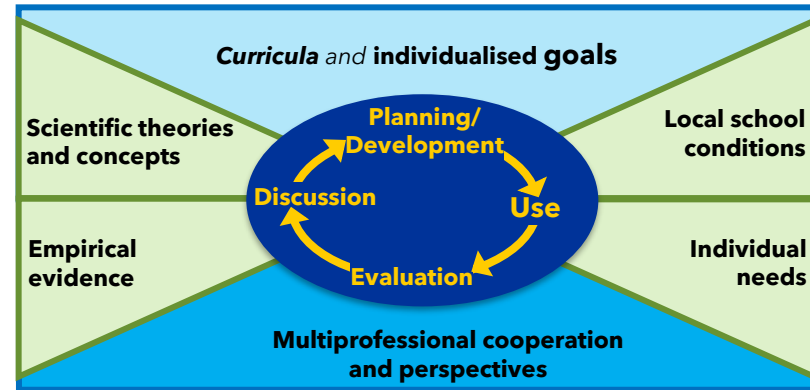 Curricula and individualised goals
Scientific theories
and concepts
Planning/
Development
Local school
conditions
Discussion
Use
Empirical
evidence
Evaluation
Individual
needs
Multiprofessional cooperation
and perspectives